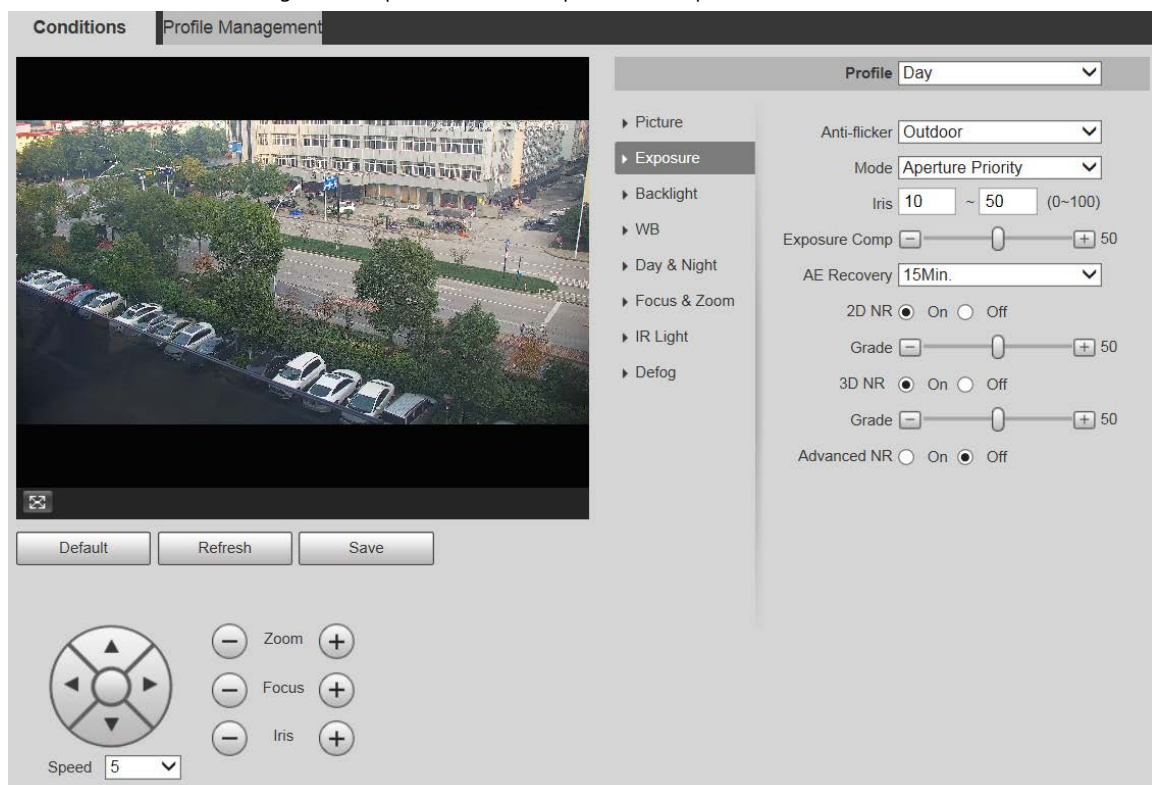 Conditions Profile Management
Profile Day
Picture
Exposure
Backlight
WB
Day & Night
Focus & Zoom
IR Light
Defog
Anti-flicker Outdoor
Mode Aperture Priority
Iris 10 ~ 50 (0~100)
Exposure Comp - + 50
AE Recovery 15Min.
2D NR On Off
Grade - + 50
3D NR On Off
Grade - + 50
Advanced NR On Off
Default Refresh Save
- Zoom +
- Focus +
- Iris +
Speed 5